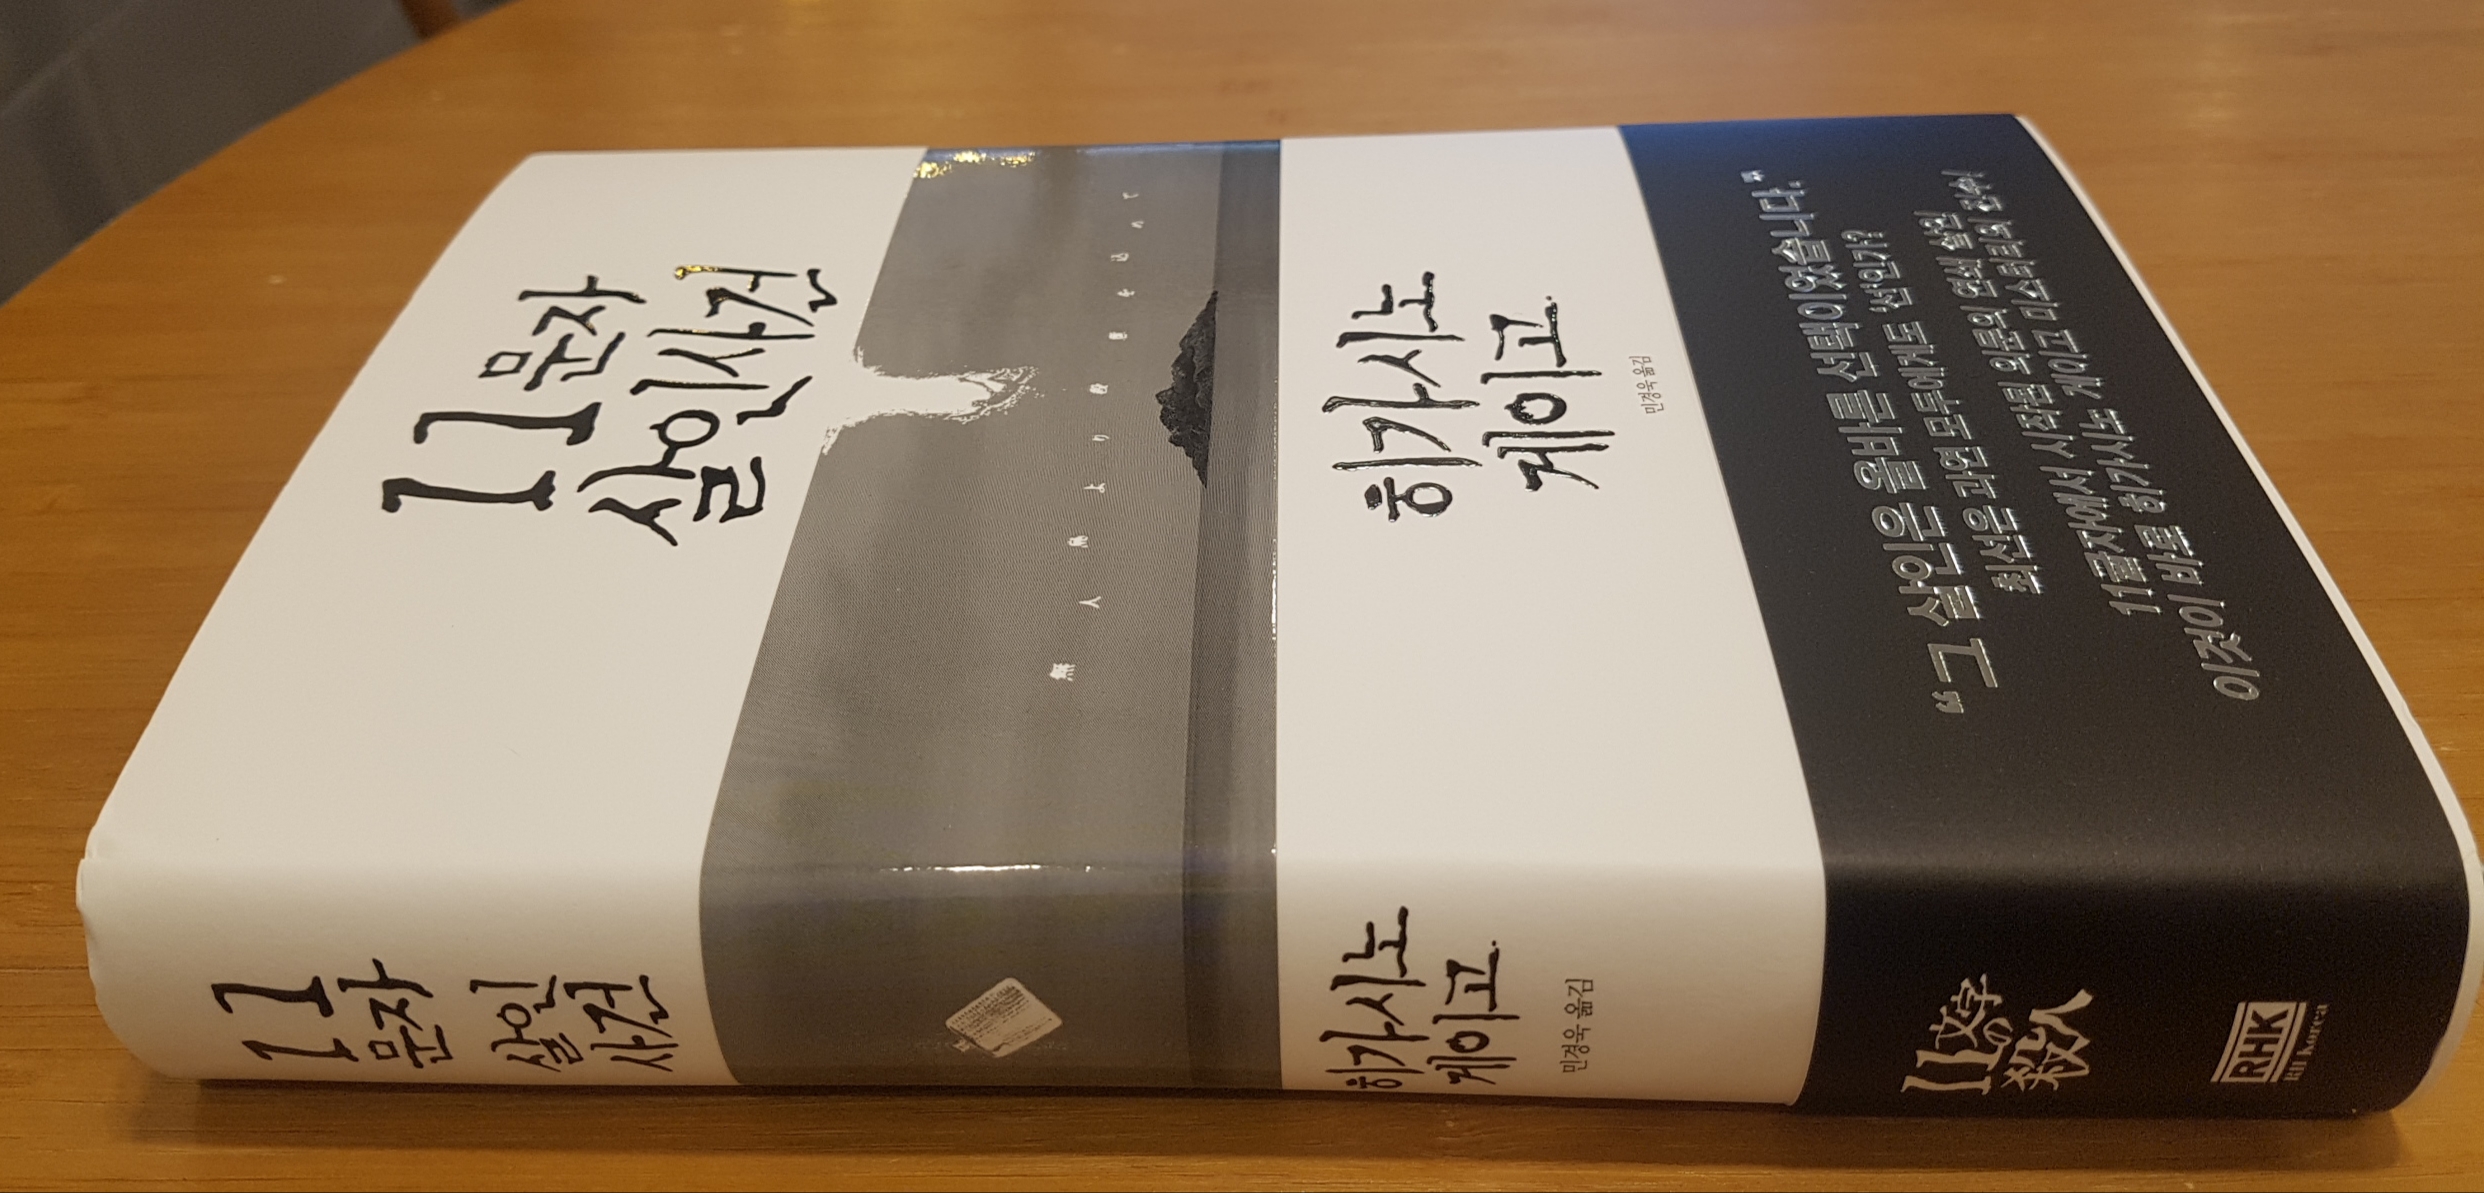 11문자
살인사건
無人島より殺意をこめて
히가시노
게이고
민경욱 옮김
“그 살인은 올바른 선택이었습니다.”
최선은 과연 모두에게도 선인가?
11글자에서 시작된 의문의 연쇄 살인
이것이 바로 히가시노 게이고 미스터리의 진수!
11
문자
살인
사건
히가시노
게이고
민경욱 옮김
11文字の
殺人
RHK
RH Korea